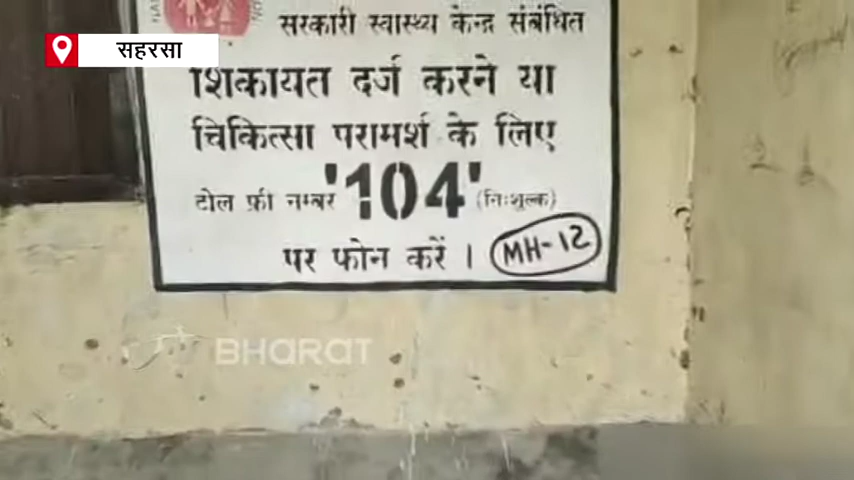 सरकारी स्वास्थ्य केन्द्र संबंधित
सहरसा
शिकायत दर्ज करने या
चिकित्सा परामर्श के लिए
टोल फ्री नम्बर '104' (निःशुल्क)
पर फोन करें । MH-12
BHARAT